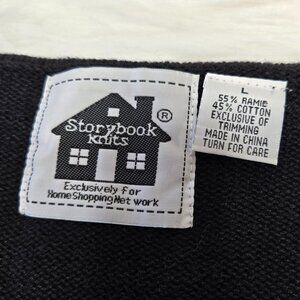 Storybook
Knits
®
Exclusively for
HomeShoppingNetwork
L
55% RAMIE
45% COTTON
EXCLUSIVE OF
TRIMMING
MADE IN CHINA
TURN FOR CARE